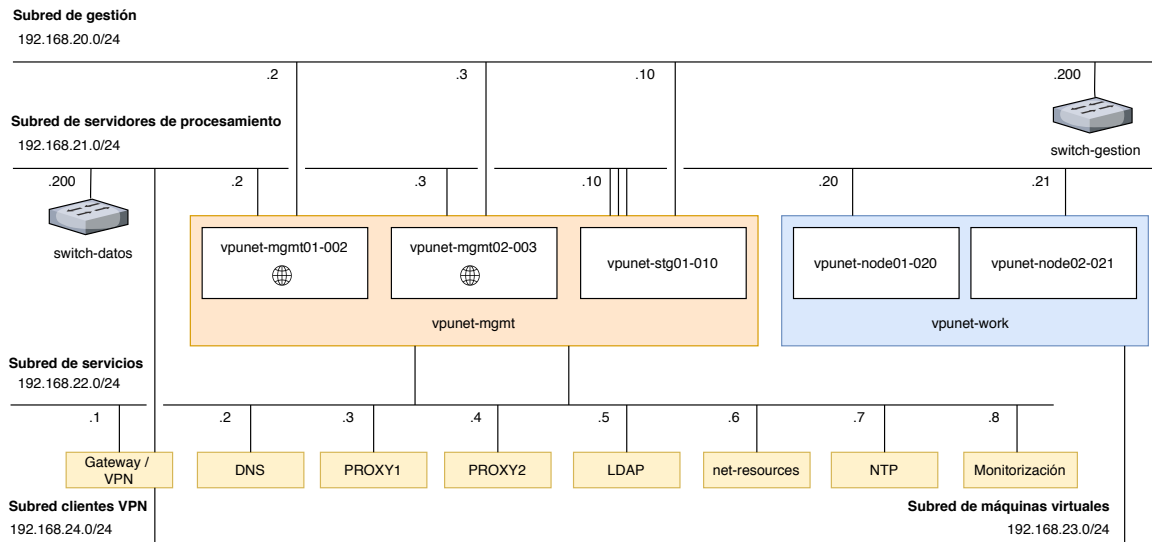 Subred de gestión
192.168.20.0/24
.2
.3
.10
.200
switch-gestion
Subred de servidores de procesamiento
192.168.21.0/24
.200
.2
.3
.10
.20
.21
switch-datos
vpunet-mgmt01-002
vpunet-mgmt02-003
vpunet-stg01-010
vpunet-node01-020
vpunet-node02-021
vpunet-mgmt
vpunet-work
Subred de servicios
192.168.22.0/24
.1
.2
.3
.4
.5
.6
.7
.8
Gateway /
VPN
DNS
PROXY1
PROXY2
LDAP
net-resources
NTP
Monitorización
Subred clientes VPN
192.168.24.0/24
Subred de máquinas virtuales
192.168.23.0/24